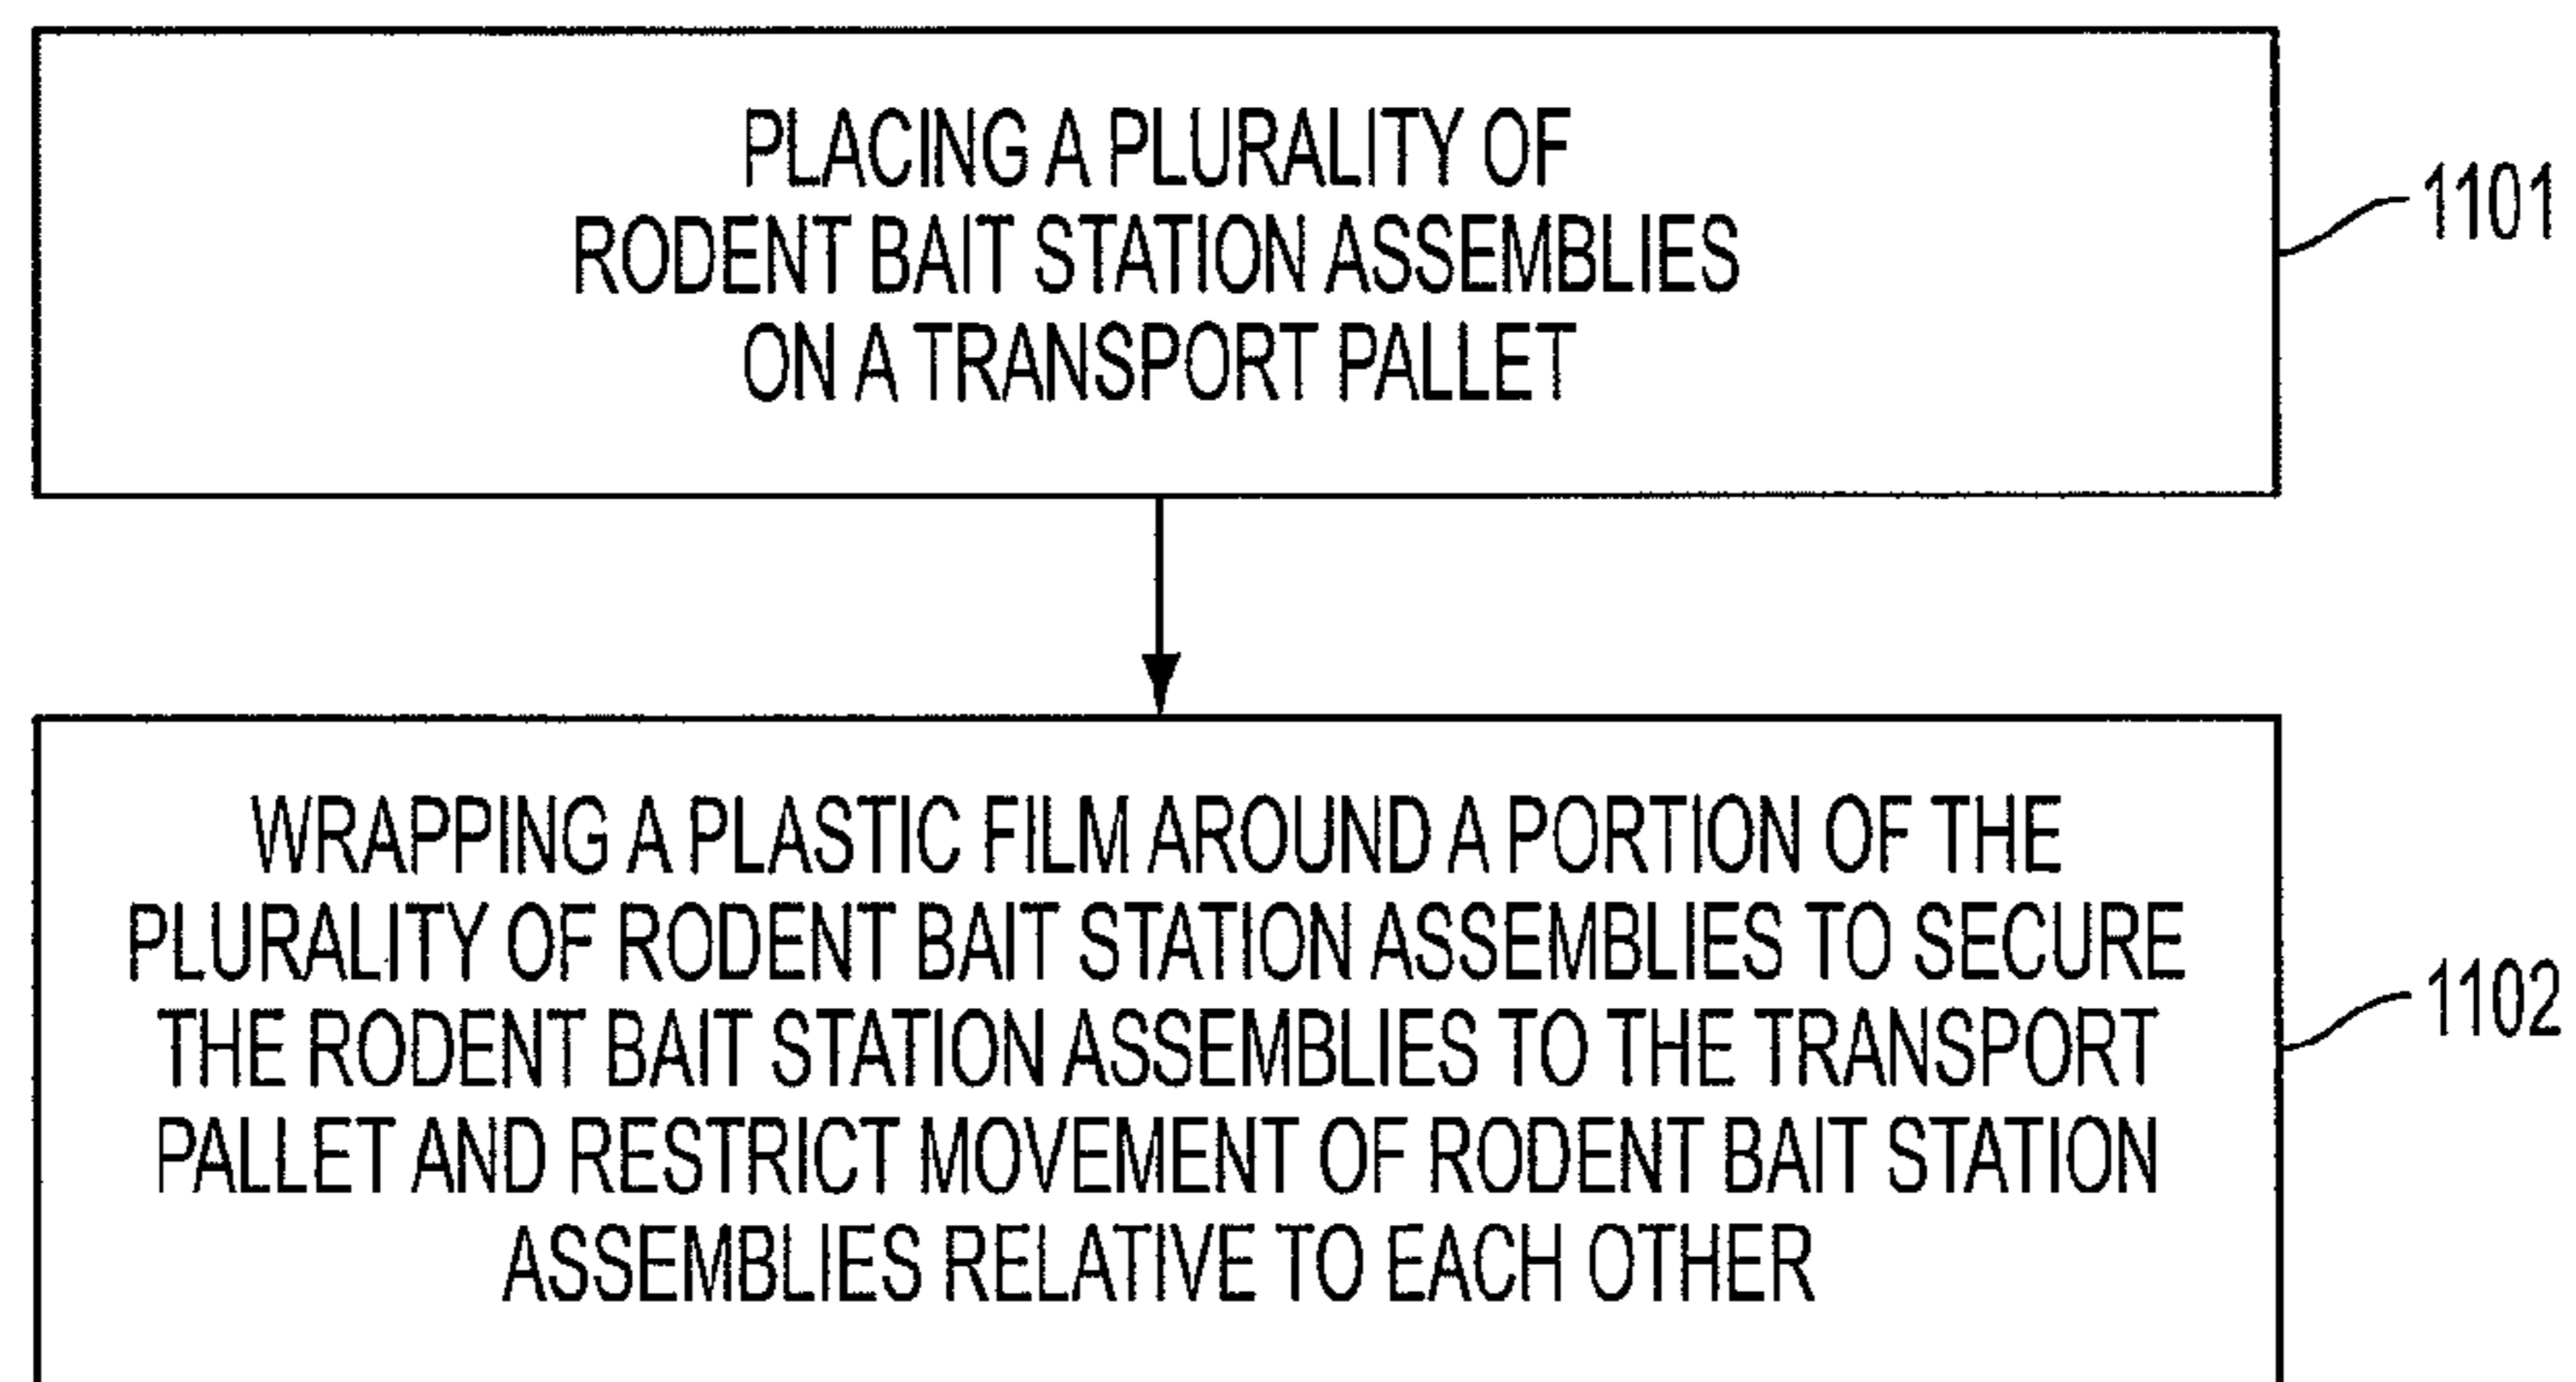 PLACING A PLURALITY OF
RODENT BAIT STATION ASSEMBLIES
ON A TRANSPORT PALLET
1101
WRAPPING A PLASTIC FILM AROUND A PORTION OF THE
PLURALITY OF RODENT BAIT STATION ASSEMBLIES TO SECURE
THE RODENT BAIT STATION ASSEMBLIES TO THE TRANSPORT
PALLET AND RESTRICT MOVEMENT OF RODENT BAIT STATION
ASSEMBLIES RELATIVE TO EACH OTHER
1102